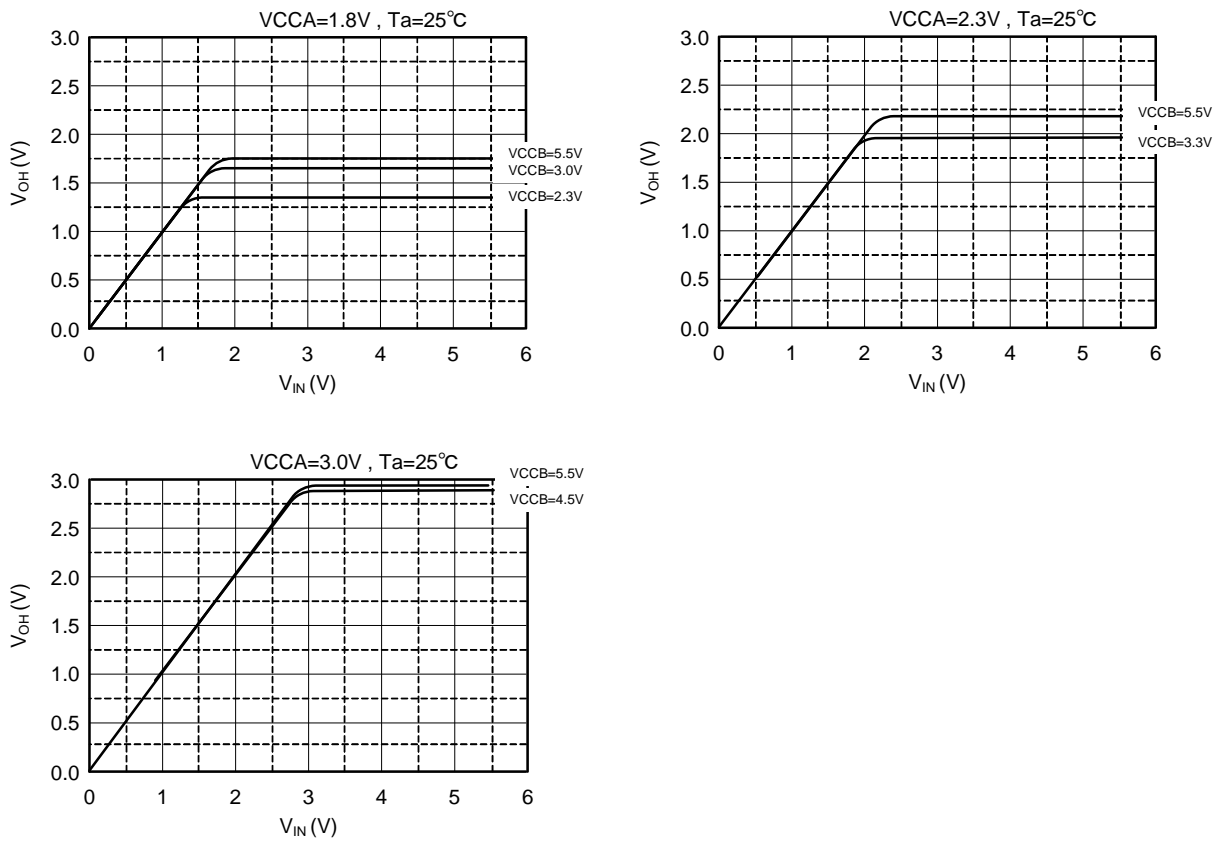 VCCA=1.8V , Ta=25℃
3.0
2.5
2.0
1.5
1.0
0.5
0.0
V_OH (V)
VCCB=5.5V
VCCB=3.0V
VCCB=2.3V
0 1 2 3 4 5 6
V_IN (V)
VCCA=2.3V , Ta=25℃
3.0
2.5
2.0
1.5
1.0
0.5
0.0
V_OH (V)
VCCB=5.5V
VCCB=3.3V
0 1 2 3 4 5 6
V_IN (V)
VCCA=3.0V , Ta=25℃
3.0
2.5
2.0
1.5
1.0
0.5
0.0
V_OH (V)
VCCB=5.5V
VCCB=4.5V
0 1 2 3 4 5 6
V_IN (V)